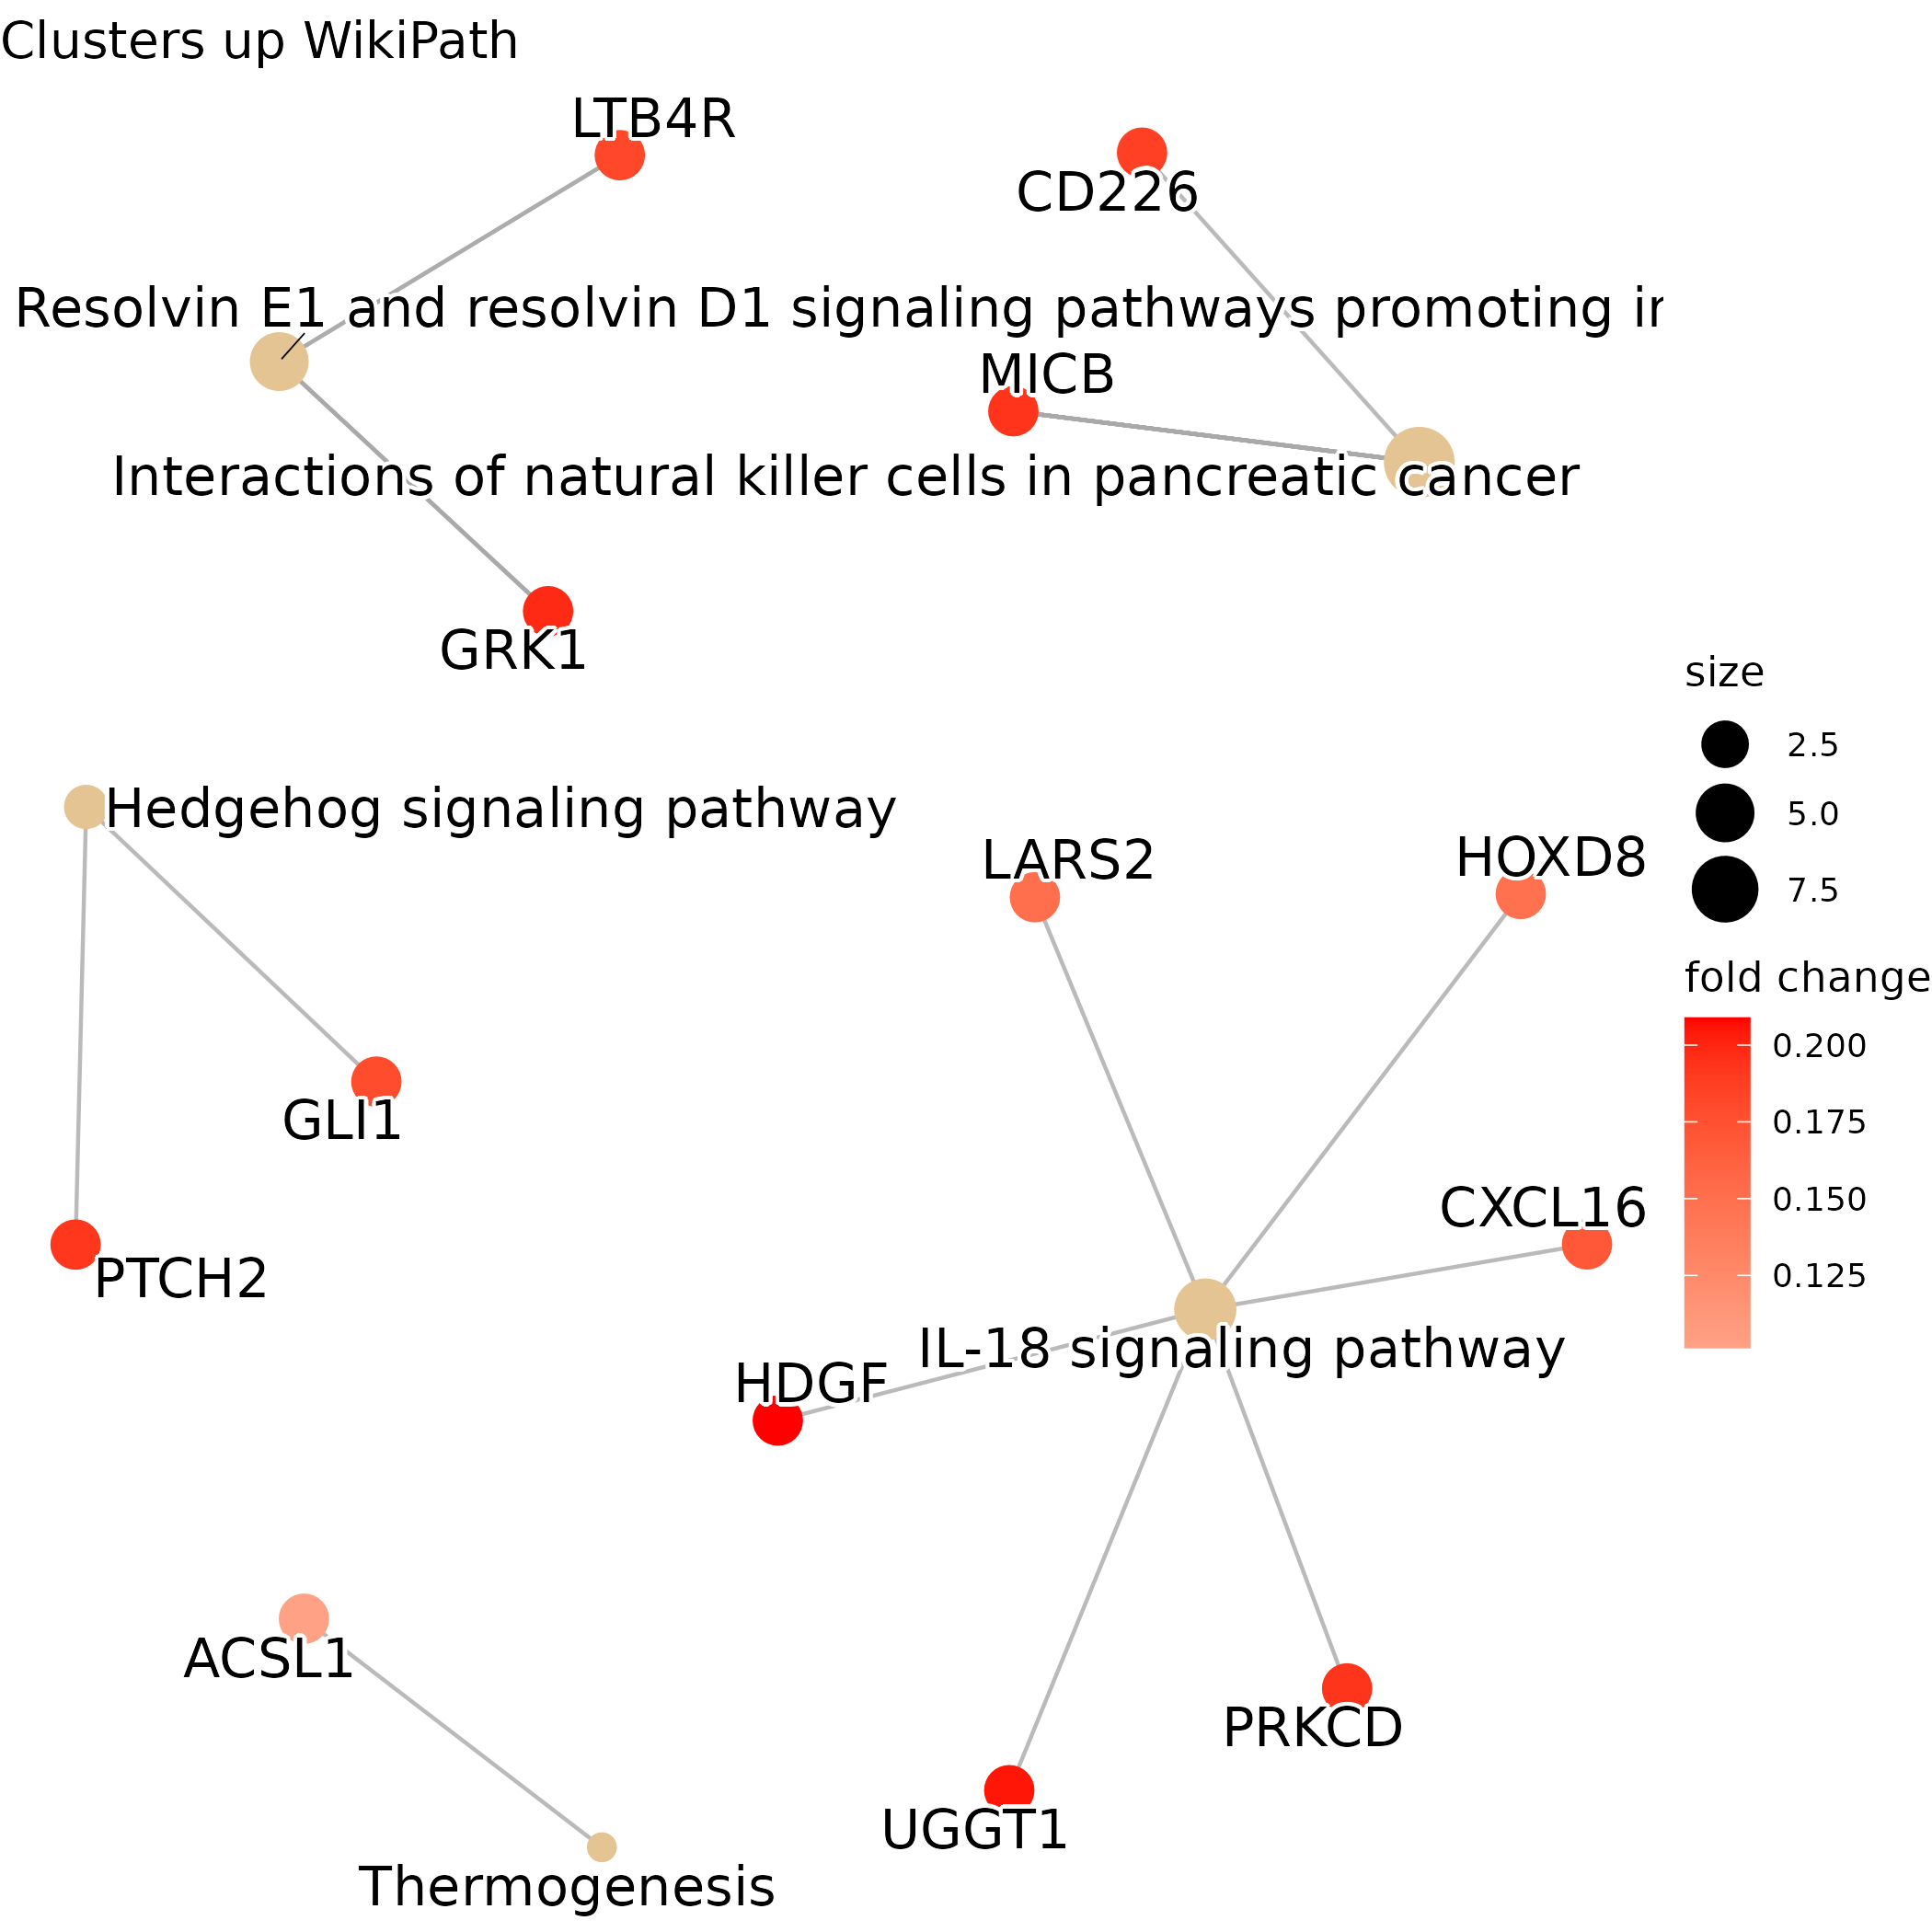 Clusters up WikiPath
LTB4R
CD226
Resolvin E1 and resolvin D1 signaling pathways promoting
MICB
Interactions of natural killer cells in pancreatic cancer
GRK1
size
2.5
5.0
7.5
Hedgehog signaling pathway
LARS2
HOXD8
fold change
0.200
0.175
0.150
0.125
GLI1
CXCL16
PTCH2
IL-18 signaling pathway
HDGF
ACSL1
PRKCD
UGGT1
Thermogenesis